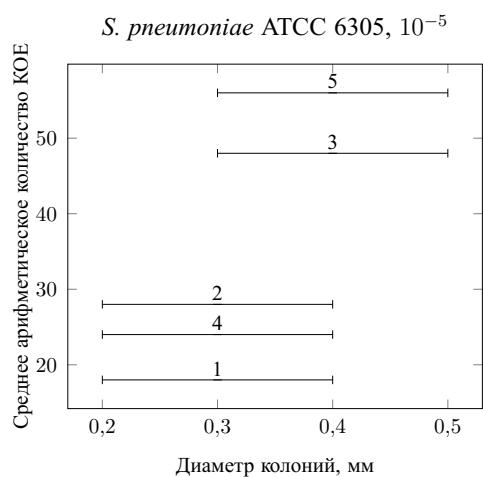 S. pneumoniae ATCC 6305, 10⁻⁵
Среднее арифметическое количество КОЕ
5
50
3
40
30
2
4
20
1
0,2 0,3 0,4 0,5
Диаметр колоний, мм